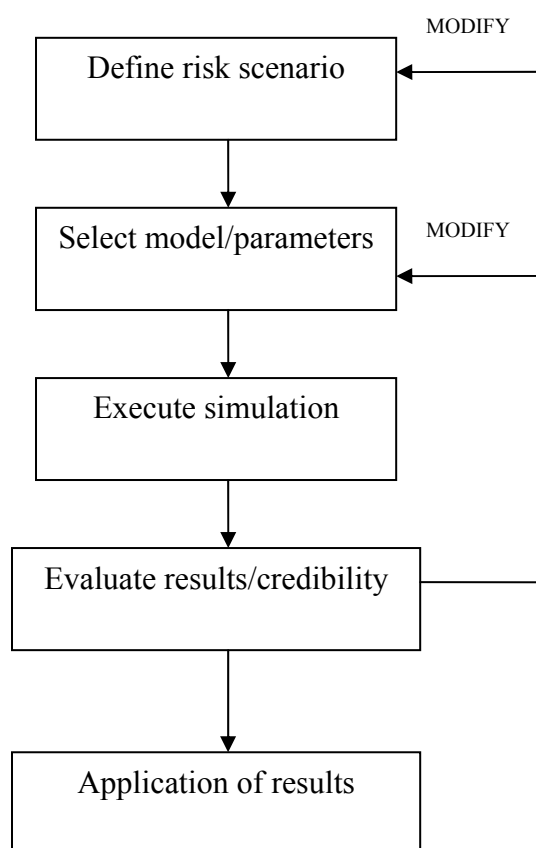 MODIFY
Define risk scenario
MODIFY
Select model/parameters
Execute simulation
Evaluate results/credibility
Application of results